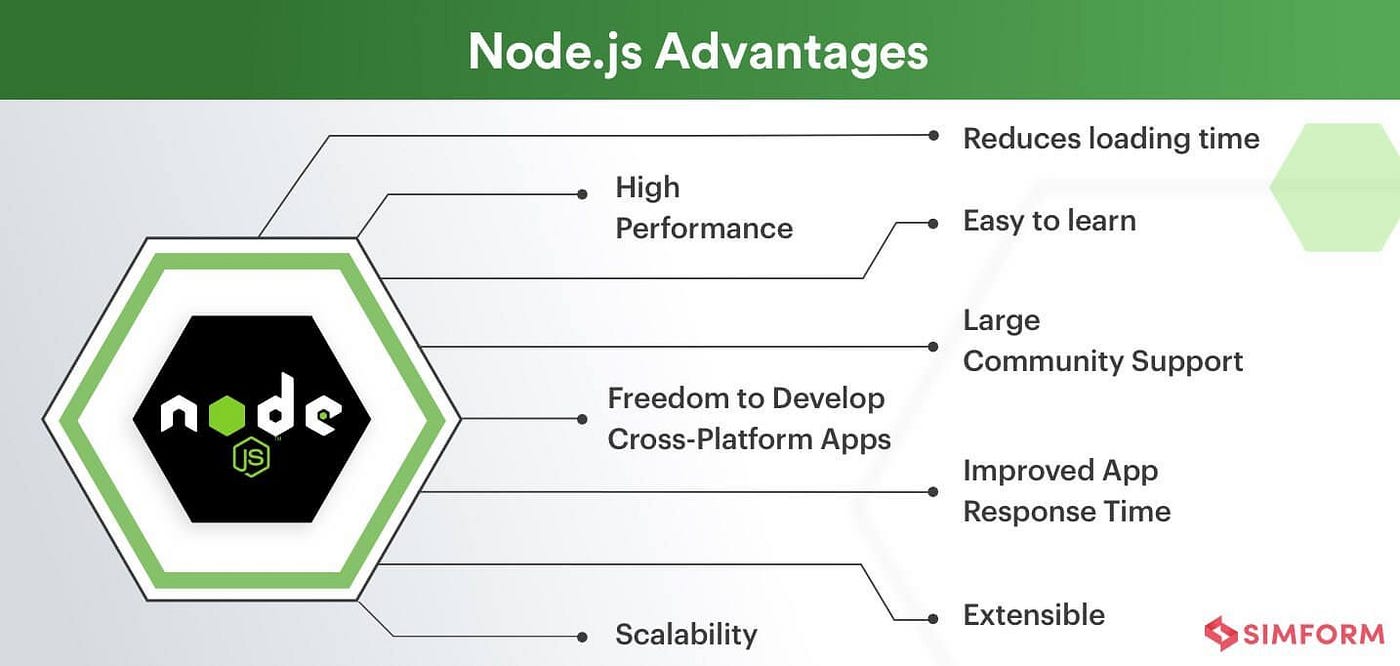 Node.js Advantages
Reduces loading time
High
Performance
Easy to learn
Large
Community Support
Freedom to Develop
Cross-Platform Apps
Improved App
Response Time
Extensible
Scalability
node
JS
™
SIMFORM